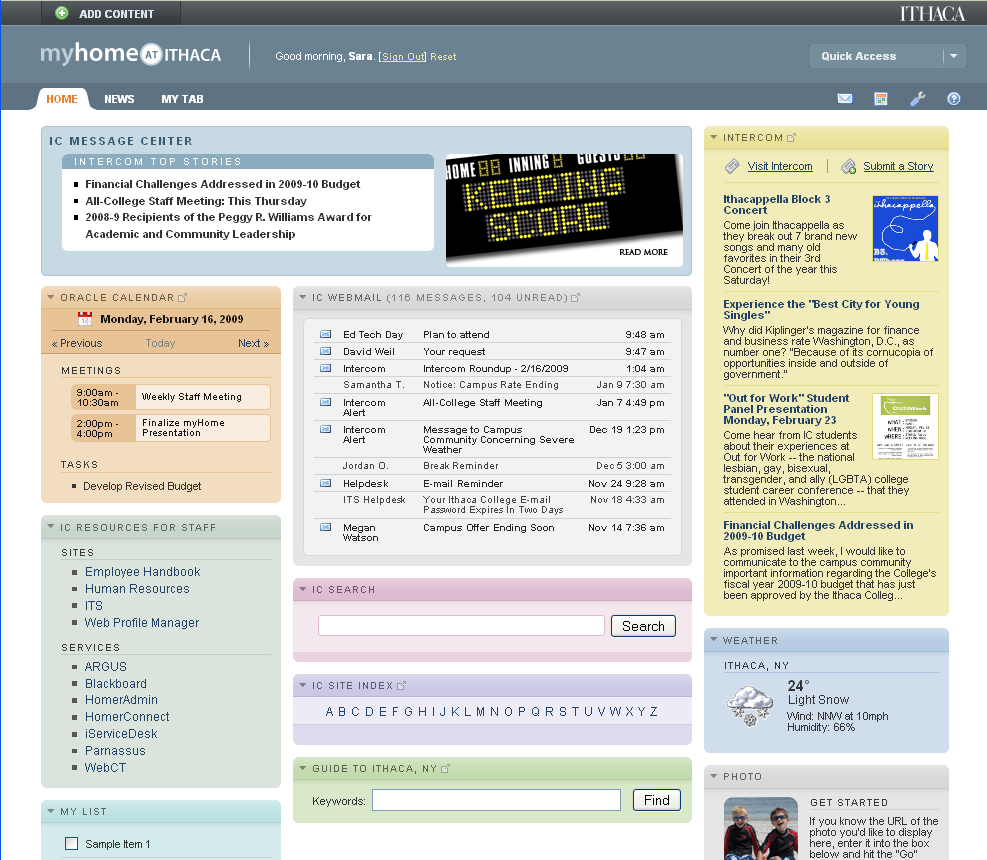 ADD CONTENT
ITHACA
myhome AT ITHACA
Good morning, Sara. [Sign Out] Reset
Quick Access
HOME NEWS MY TAB
IC MESSAGE CENTER
INTERCOM TOP STORIES
Financial Challenges Addressed in 2009-10 Budget
All-College Staff Meeting: This Thursday
2008-9 Recipients of the Peggy R. Williams Award for
Academic and Community Leadership
HOME INNING GUESTS
KEEPING
SCORE
READ MORE
ORACLE CALENDAR
Monday, February 16, 2009
« Previous Today Next »
MEETINGS
9:00am -
10:30am
Weekly Staff Meeting
2:00pm -
4:00pm
Finalize myHome
Presentation
TASKS
Develop Revised Budget
IC RESOURCES FOR STAFF
SITES
Employee Handbook
Human Resources
ITS
Web Profile Manager
SERVICES
ARGUS
Blackboard
HomerAdmin
HomerConnect
iServiceDesk
Parnassus
WebCT
MY LIST
Sample Item 1
IC WEBMAIL (116 MESSAGES, 104 UNREAD)
Ed Tech Day Plan to attend 9:48 am
David Weil Your request 9:47 am
Intercom Intercom Roundup - 2/16/2009 1:04 am
Samantha T. Notice: Campus Rate Ending Jan 9 7:30 am
Intercom All-College Staff Meeting Jan 7 4:49 pm
Alert
Intercom Message to Campus Dec 19 1:23 pm
Alert Community Concerning Severe
Weather
Jordan O. Break Reminder Dec 5 3:00 am
Helpdesk E-mail Reminder Nov 24 9:28 am
ITS Helpdesk Your Ithaca College E-mail Nov 18 4:33 am
Password Expires In Two Days
Megan Campus Offer Ending Soon Nov 14 7:36 am
Watson
IC SEARCH
Search
IC SITE INDEX
A B C D E F G H I J K L M N O P Q R S T U V W X Y Z
GUIDE TO ITHACA, NY
Keywords: Find
INTERCOM
Visit Intercom Submit a Story
Ithacappella Block 3
Concert
Come join Ithacappella as
they break out 7 brand new
songs and many old
favorites in their 3rd
Concert of the year this
Saturday!
ithacappella
Experience the "Best City for Young
Singles"
Why did Kiplinger's magazine for finance
and business rate Washington, D.C., as
number one? "Because of its cornucopia of
opportunities inside and outside of
government."
"Out for Work" Student
Panel Presentation
Monday, February 23
Come hear from IC students
about their experiences at
Out for Work -- the national
lesbian, gay, bisexual,
transgender, and ally (LGBTA) college
student career conference -- that they
attended in Washington...
WHAT:
WHEN:
WHERE:
Financial Challenges Addressed in
2009-10 Budget
As promised last week, I would like to
communicate to the campus community
important information regarding the College's
fiscal year 2009-10 budget that has just
been approved by the Ithaca Colleg...
WEATHER
ITHACA, NY
24°
Light Snow
Wind: NNW at 10mph
Humidity: 66%
PHOTO
GET STARTED
If you know the URL of the
photo you'd like to display
here, enter it into the box
below and hit the "Go"